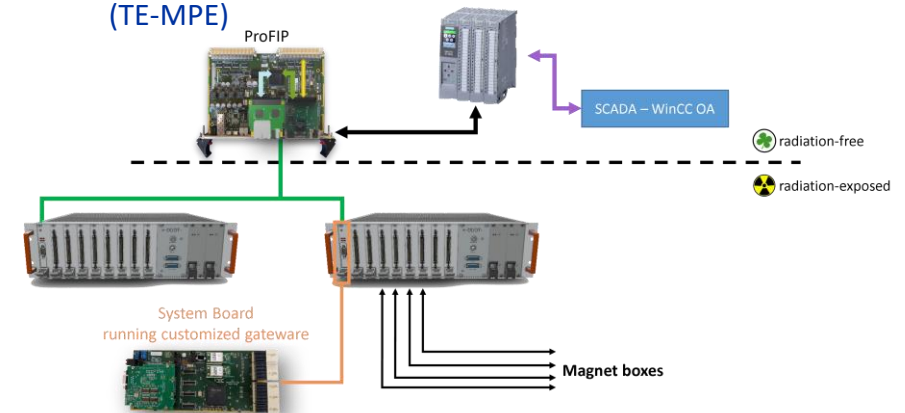 (TE-MPE)
ProFIP
SCADA – WinCC OA
radiation-free
radiation-exposed
System Board
running customized gateware
Magnet boxes